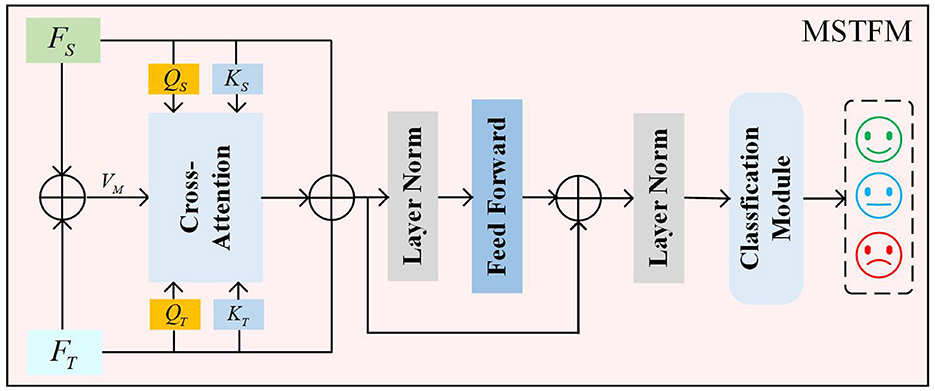 MSTFM
F_S
Q_S
K_S
V_M
Cross-
Attention
Layer Norm
Feed Forward
Layer Norm
Classfication
Module
Q_T
K_T
F_T